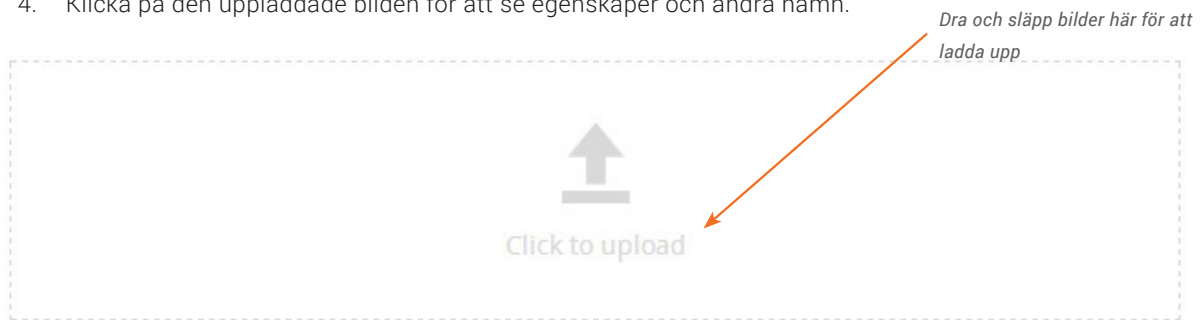 4. Klicka på den uppladdade bilden för att se egenskaper och ändra namn.
Dra och släpp bilder här för att
ladda upp
Click to upload